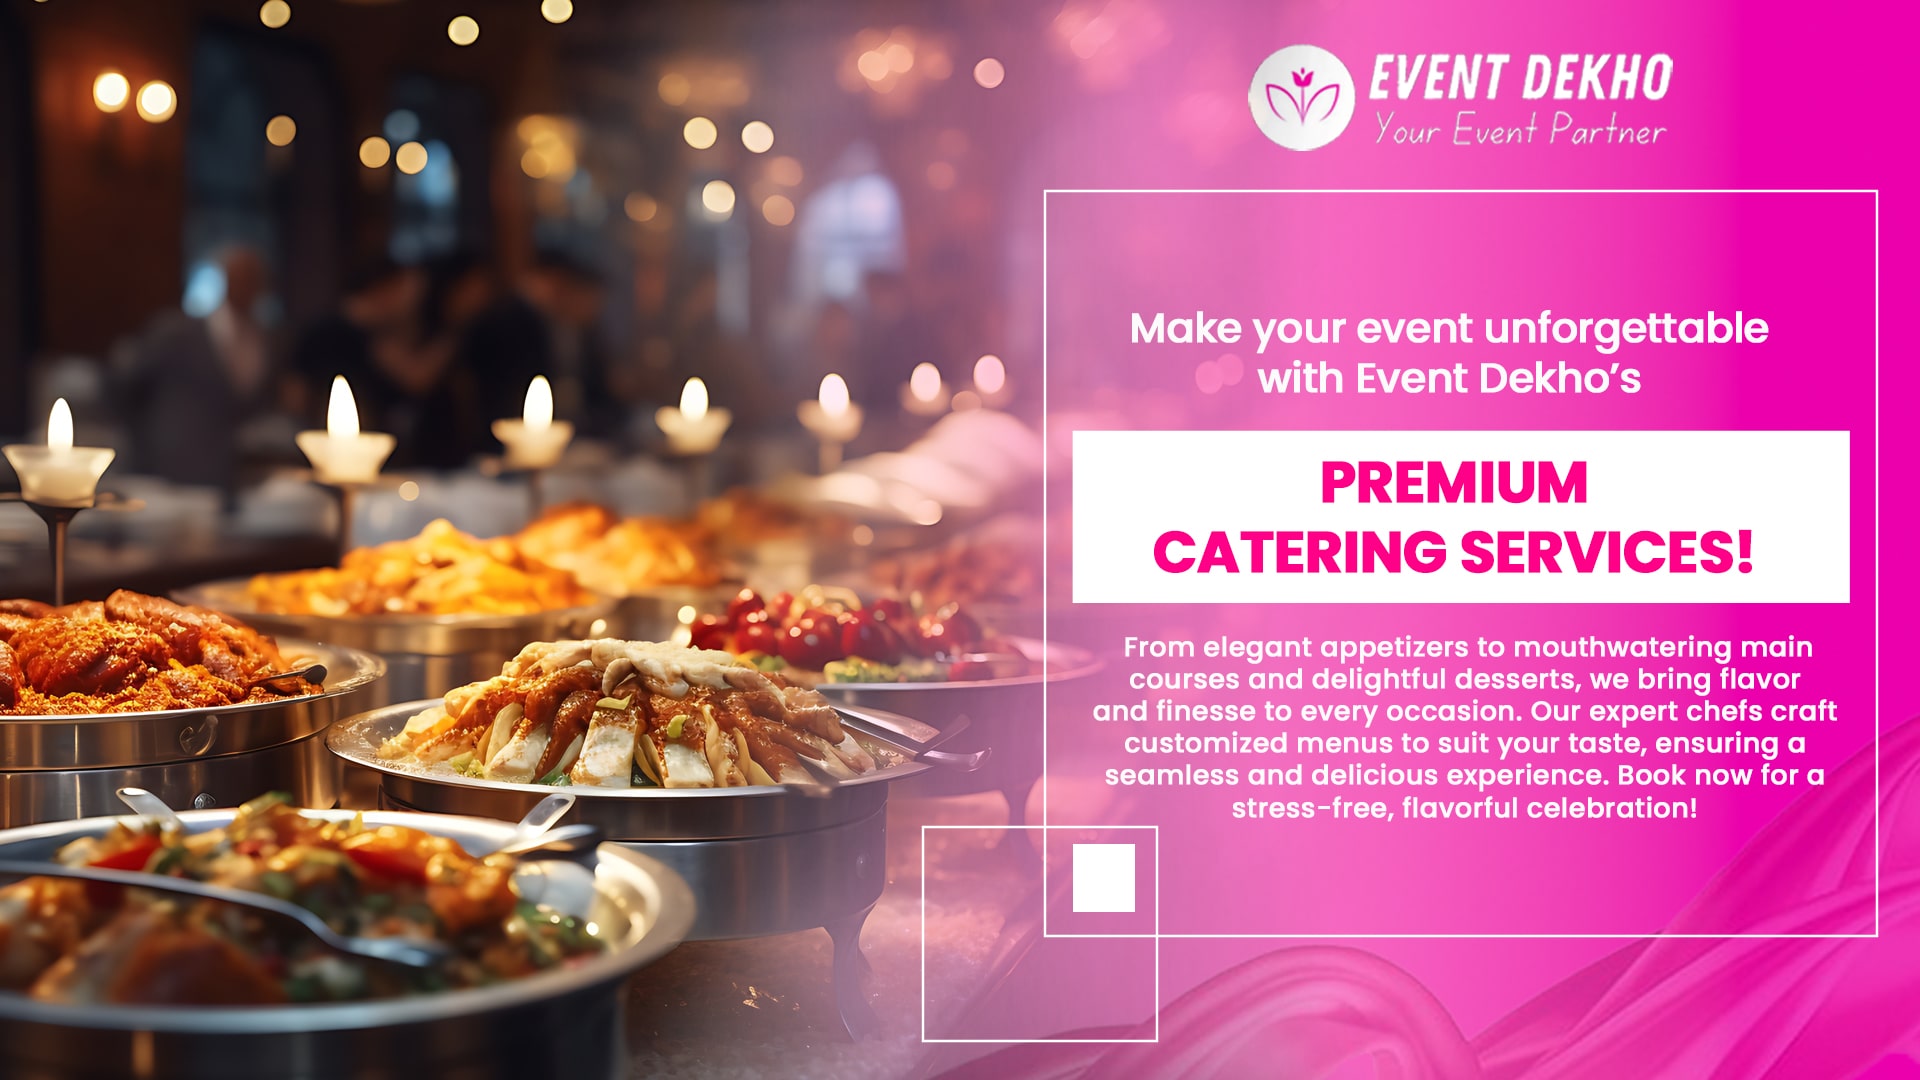 EVENT DEKHO
Your Event Partner
Make your event unforgettable
with Event Dekho’s
PREMIUM
CATERING SERVICES!
From elegant appetizers to mouthwatering main
courses and delightful desserts, we bring flavor
and finesse to every occasion. Our expert chefs craft
customized menus to suit your taste, ensuring a
seamless and delicious experience. Book now for a
stress-free, flavorful celebration!